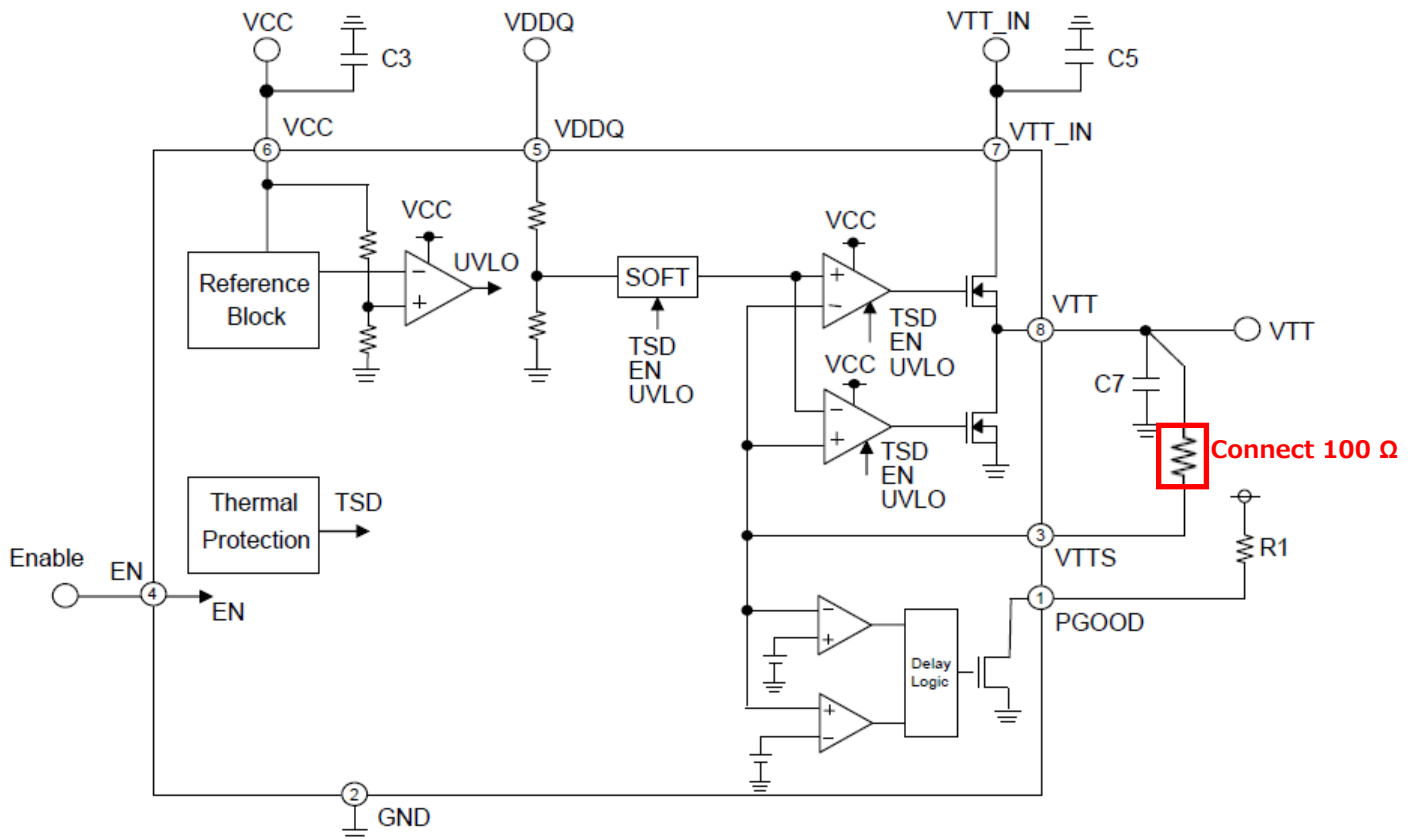 VCC
VDDQ
VTT_IN
C3
C5
VCC
VDDQ
VTT_IN
6
5
7
VCC
VCC
UVLO
Reference
Block
−
+
SOFT
+
−
TSD
EN
UVLO
TSD
EN
UVLO
VTT
8
VTT
VCC
C7
−
+
Connect 100 Ω
TSD
EN
UVLO
Thermal
Protection
TSD
3
VTTS
R1
Enable
EN
4
EN
1
PGOOD
−
+
Delay
Logic
+
−
2
GND